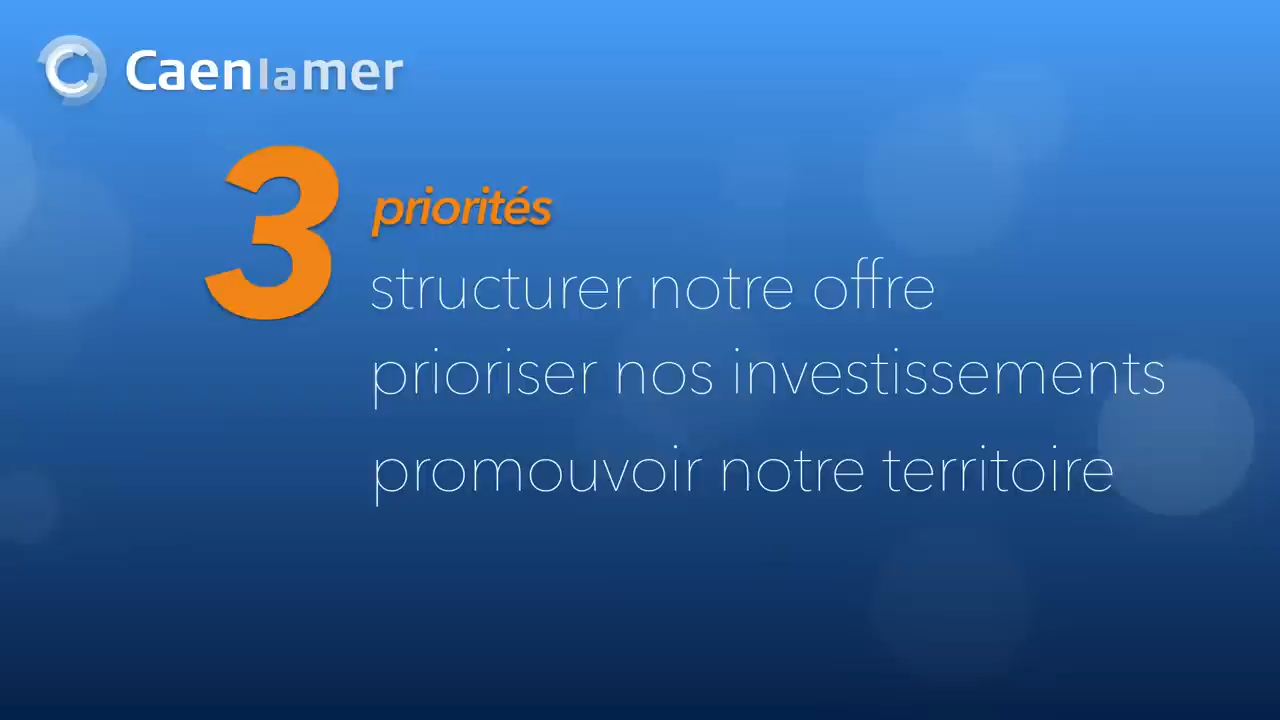 Caenlamer
3 priorités
structurer notre offre
prioriser nos investissements
promouvoir notre territoire